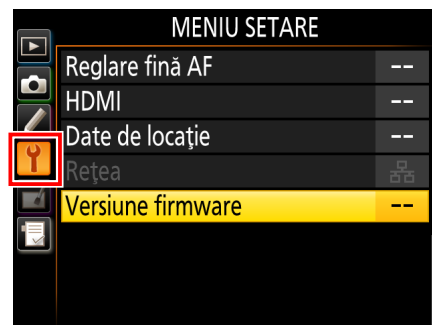 MENIU SETARE
Reglare fină AF --
HDMI --
Date de locaţie --
Reţea
Versiune firmware --